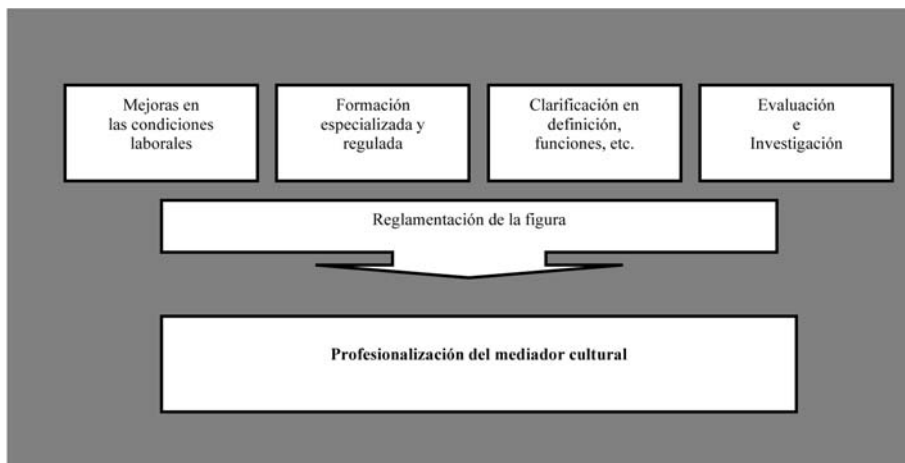 Mejoras en
las condiciones
laborales
Formación
especializada y
regulada
Clarificación en
definición,
funciones, etc.
Evaluación
e
Investigación
Reglamentación de la figura
Profesionalización del mediador cultural